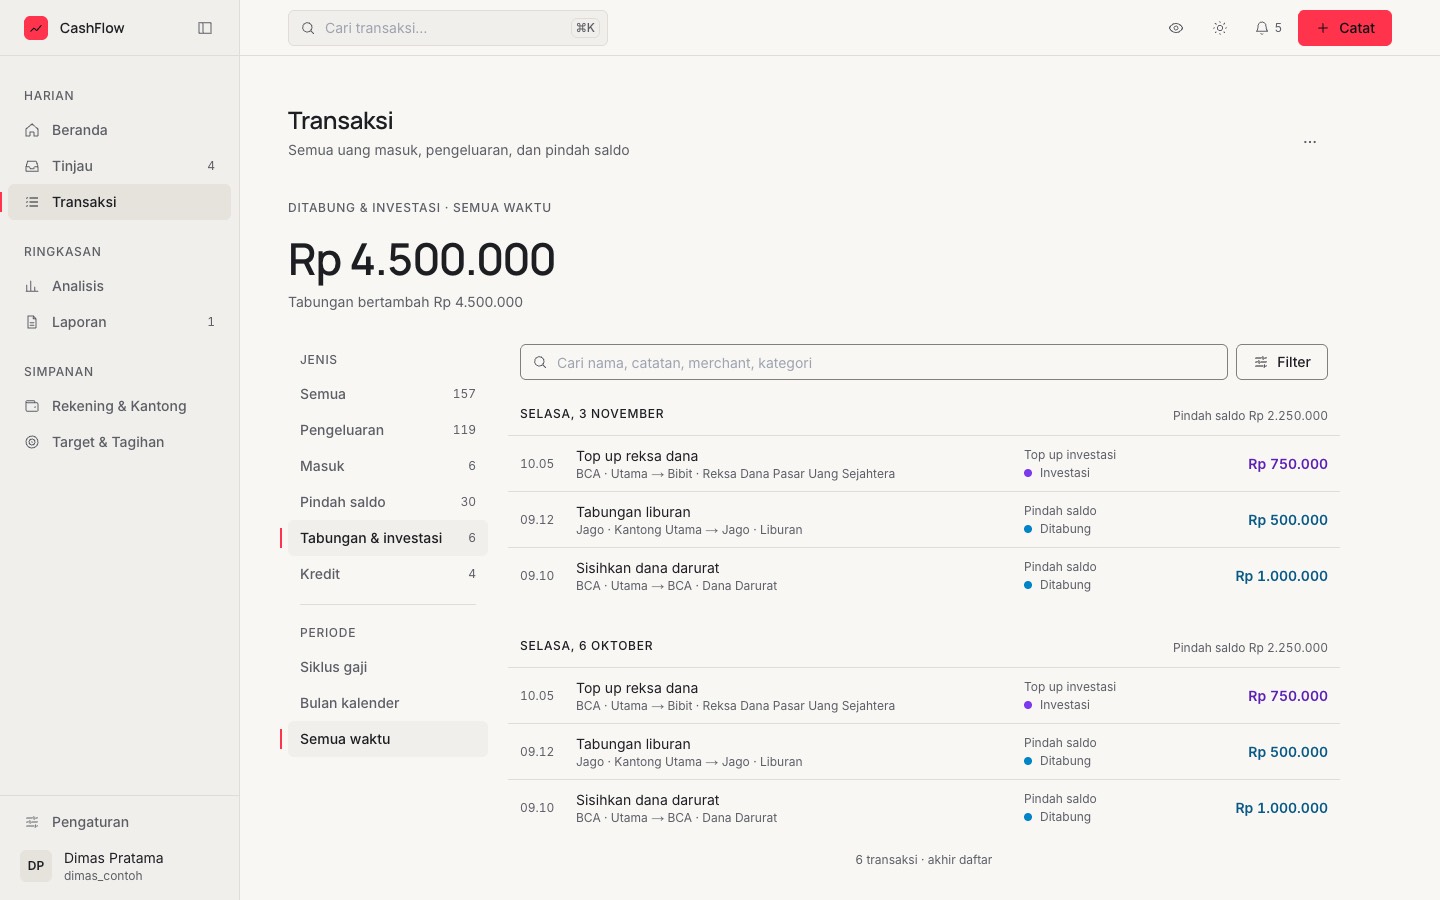 CashFlow
Cari transaksi...
⌘K
5
Catat
HARIAN
Beranda
Tinjau 4
Transaksi
RINGKASAN
Analisis
Laporan 1
SIMPANAN
Rekening & Kantong
Target & Tagihan
Pengaturan
DP
Dimas Pratama
dimas_contoh
Transaksi
Semua uang masuk, pengeluaran, dan pindah saldo
DITABUNG & INVESTASI · SEMUA WAKTU
Rp 4.500.000
Tabungan bertambah Rp 4.500.000
JENIS
Semua 157
Pengeluaran 119
Masuk 6
Pindah saldo 30
Tabungan & investasi 6
Kredit 4
PERIODE
Siklus gaji
Bulan kalender
Semua waktu
Cari nama, catatan, merchant, kategori
Filter
SELASA, 3 NOVEMBER Pindah saldo Rp 2.250.000
10.05 Top up reksa dana Top up investasi Rp 750.000
BCA · Utama → Bibit · Reksa Dana Pasar Uang Sejahtera Investasi
09.12 Tabungan liburan Pindah saldo Rp 500.000
Jago · Kantong Utama → Jago · Liburan Ditabung
09.10 Sisihkan dana darurat Pindah saldo Rp 1.000.000
BCA · Utama → BCA · Dana Darurat Ditabung
SELASA, 6 OKTOBER Pindah saldo Rp 2.250.000
10.05 Top up reksa dana Top up investasi Rp 750.000
BCA · Utama → Bibit · Reksa Dana Pasar Uang Sejahtera Investasi
09.12 Tabungan liburan Pindah saldo Rp 500.000
Jago · Kantong Utama → Jago · Liburan Ditabung
09.10 Sisihkan dana darurat Pindah saldo Rp 1.000.000
BCA · Utama → BCA · Dana Darurat Ditabung
6 transaksi · akhir daftar